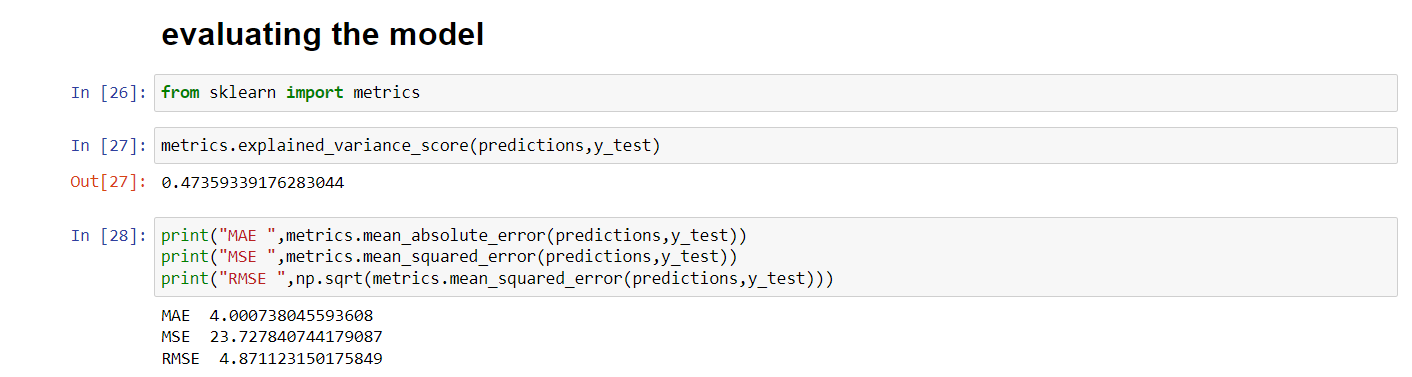 evaluating the model
In [26]: from sklearn import metrics
In [27]: metrics.explained_variance_score(predictions,y_test)
Out[27]: 0.47359339176283044
In [28]: print("MAE ",metrics.mean_absolute_error(predictions,y_test))
print("MSE ",metrics.mean_squared_error(predictions,y_test))
print("RMSE ",np.sqrt(metrics.mean_squared_error(predictions,y_test)))
MAE  4.000738045593608
MSE  23.727840744179087
RMSE  4.871123150175849